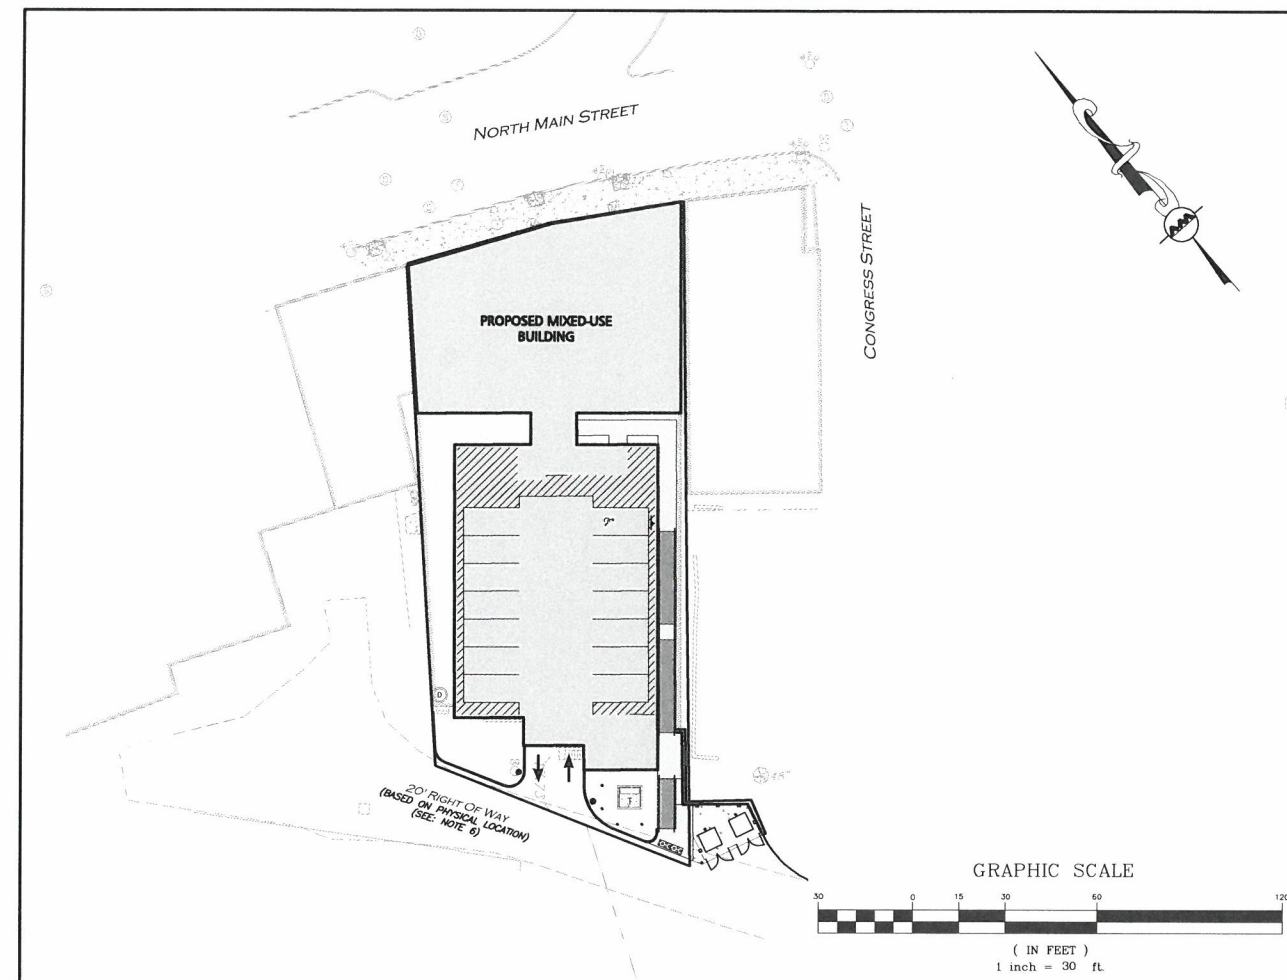 NORTH MAIN STREET
CONGRESS STREET
PROPOSED MIXED-USE
BUILDING
D
T
20' RIGHT OF WAY
(BASED ON PHYSICAL LOCATION)
(SEE: NOTE 6)
GRAPHIC SCALE
30 0 15 30 60 120
( IN FEET )
1 inch = 30 ft.